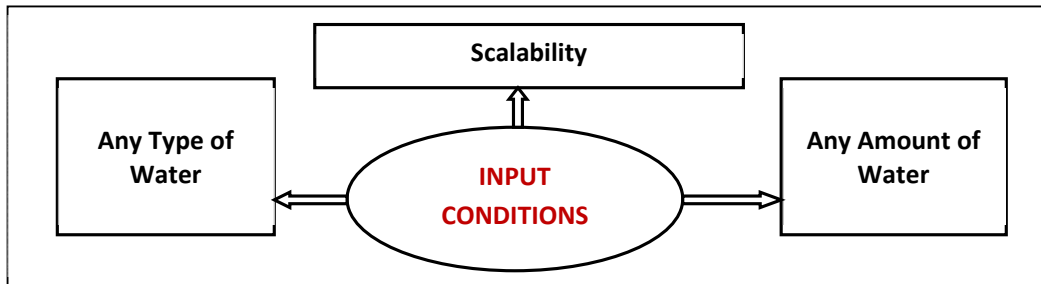 Scalability
Any Type of
Water
INPUT
CONDITIONS
Any Amount of
Water